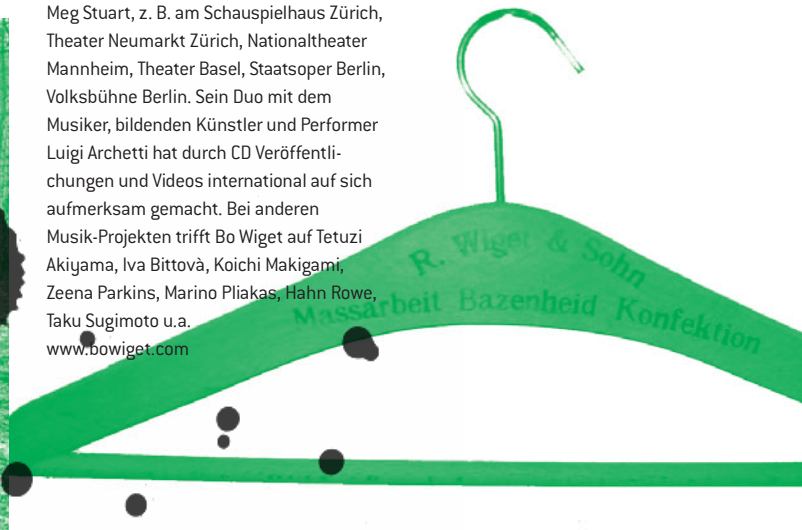 Meg Stuart, z. B. am Schauspielhaus Zürich,
Theater Neumarkt Zürich, Nationaltheater
Mannheim, Theater Basel, Staatsoper Berlin,
Volksbühne Berlin. Sein Duo mit dem
Musiker, bildenden Künstler und Performer
Luigi Archetti hat durch CD Veröffentli-
chungen und Videos international auf sich
aufmerksam gemacht. Bei anderen
Musik-Projekten trifft Bo Wiget auf Tetuzi
Akiyama, Iva Bittovà, Koichi Makigami,
Zeena Parkins, Marino Pliakas, Hahn Rowe,
Taku Sugimoto u.a.
www.bowiget.com
R. Wiget & Sohn
Massarbeit Bazenheid Konfektion